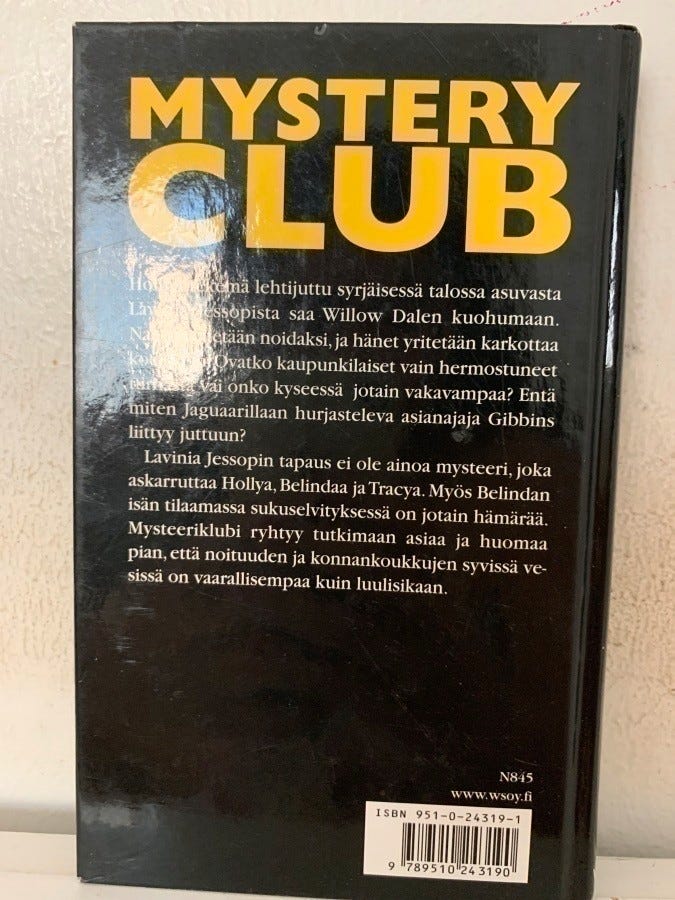 MYSTERY
CLUB
lehtijuttu syrjäisessä talossa asuvasta
saa Willow Dalen kuohumaan.
noidaksi, ja hänet yritetään karkottaa
Ovatko kaupunkilaiset vain hermostuneet
vai onko kyseessä jotain vakavampaa? Entä
miten Jaguaarillaan hurjasteleva asianajaja Gibbins
liittyy juttuun?
Lavinia Jessopin tapaus ei ole ainoa mysteeri, joka
askarruttaa Hollya, Belindaa ja Tracya. Myös Belindan
isän tilaamassa sukuselvityksessä on jotain hämärää.
Mysteeriklubi ryhtyy tutkimaan asiaa ja huomaa
pian, että noituuden ja konnankoukkujen syvissä ve-
sissä on vaarallisempaa kuin luulisikaan.
N845
www.wsoy.fi
ISBN 951-0-24319-1
9 789510 243190